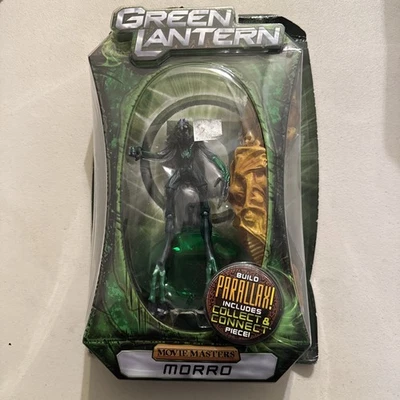 GREEN
LANTERN
BUILD
PARALLAX!
INCLUDES
COLLECT &
CONNECT
PIECE!
MOVIE MASTERS
MORRO